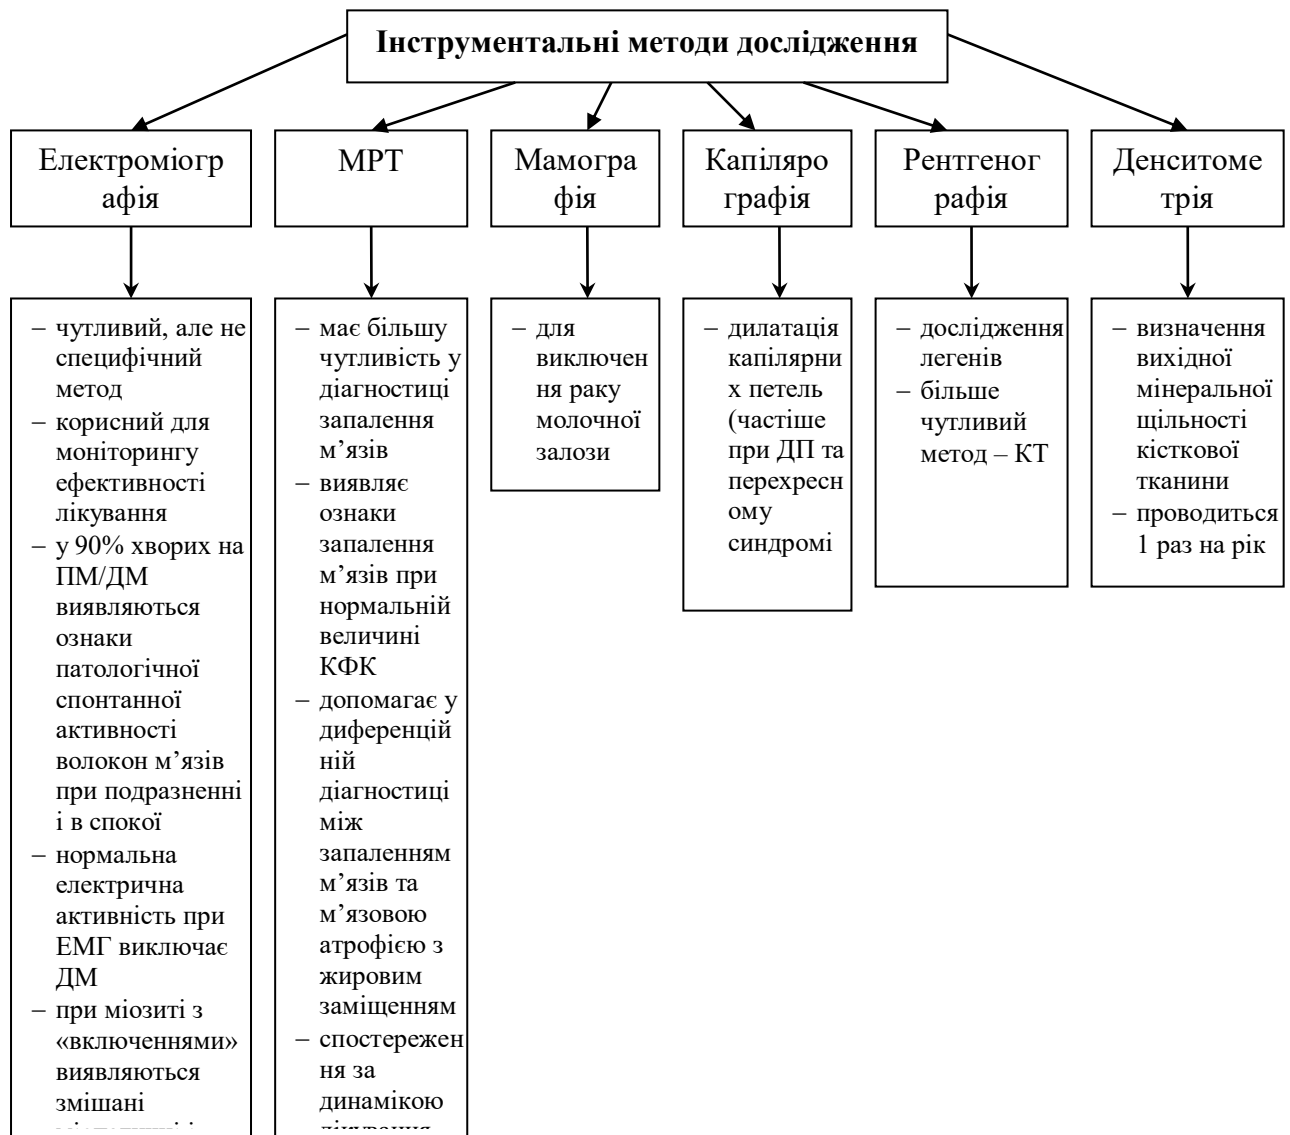 Інструментальні методи дослідження
Електроміогр
афія
МРТ
Мамогра
фія
Капіляро
графія
Рентгеног
рафія
Денситоме
трія
– чутливий, але не
специфічний
метод
– корисний для
моніторингу
ефективності
лікування
– у 90% хворих на
ПМ/ДМ
виявляються
ознаки
патологічної
спонтанної
активності
волокон м’язів
при подразненні
і в спокої
– нормальна
електрична
активність при
ЕМГ виключає
ДМ
– при міозиті з
«включеннями»
виявляються
змішані
– має більшу
чутливість у
діагностиці
запалення
м’язів
– виявляє
ознаки
запалення
м’язів при
нормальній
величині
КФК
– допомагає у
диференцій
ній
діагностиці
між
запаленням
м’язів та
м’язовою
атрофією з
жировим
заміщенням
– спостережен
ня за
динамікою
лікування
– для
виключен
ня раку
молочної
залози
– дилатація
капілярни
х петель
(частіше
при ДП та
перехресн
ому
синдромі
– дослідження
легенів
– більше
чутливий
метод – КТ
– визначення
вихідної
мінеральної
щільності
кісткової
тканини
– проводиться
1 раз на рік